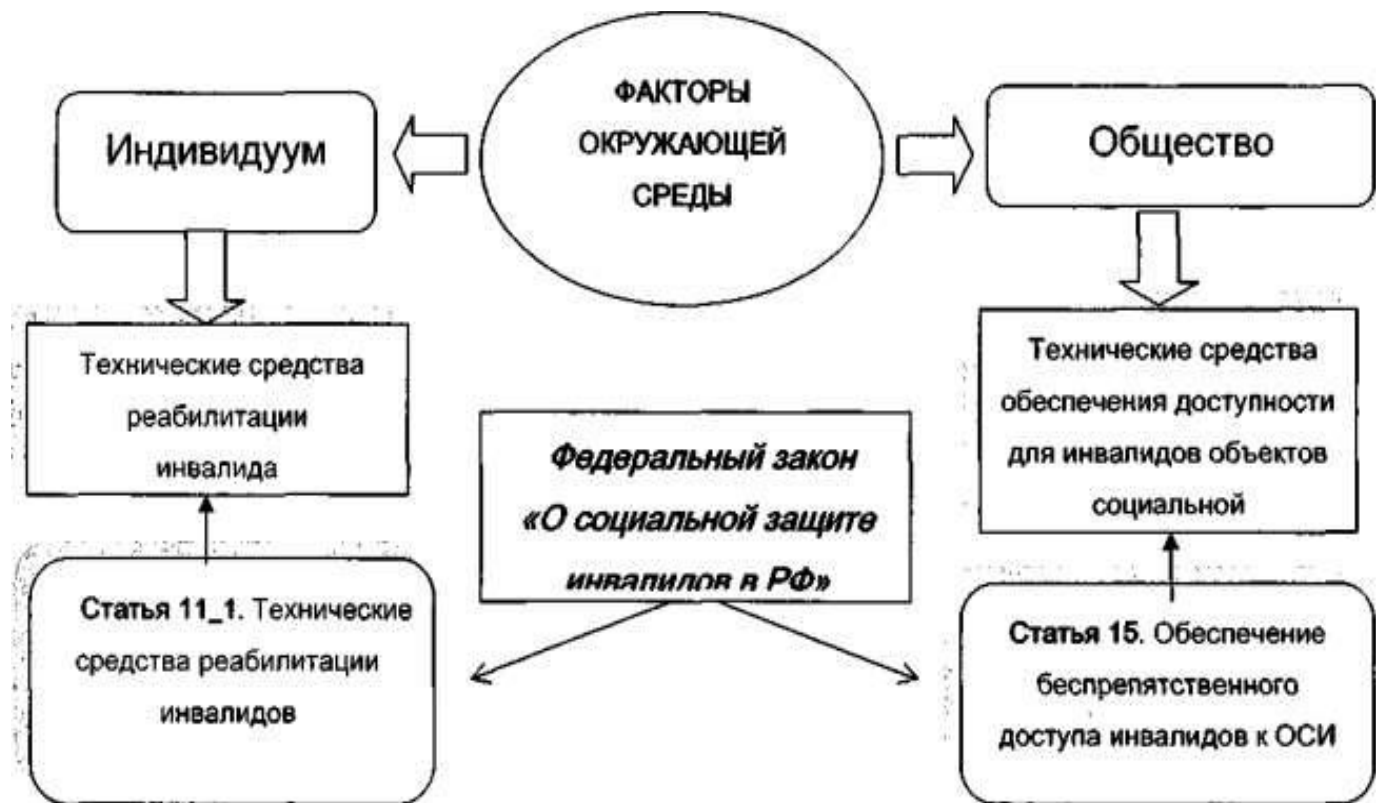 ФАКТОРЫ
ОКРУЖАЮЩЕЙ
СРЕДЫ
Индивидуум
Общество
Технические средства
реабилитации
инвалида
Технические средства
обеспечения доступности
для инвалидов объектов
социальной
Федеральный закон
«О социальной защите
инвалидов в РФ»
Статья 11_1. Технические
средства реабилитации
инвалидов
Статья 15. Обеспечение
беспрепятственного
доступа инвалидов к ОСИ